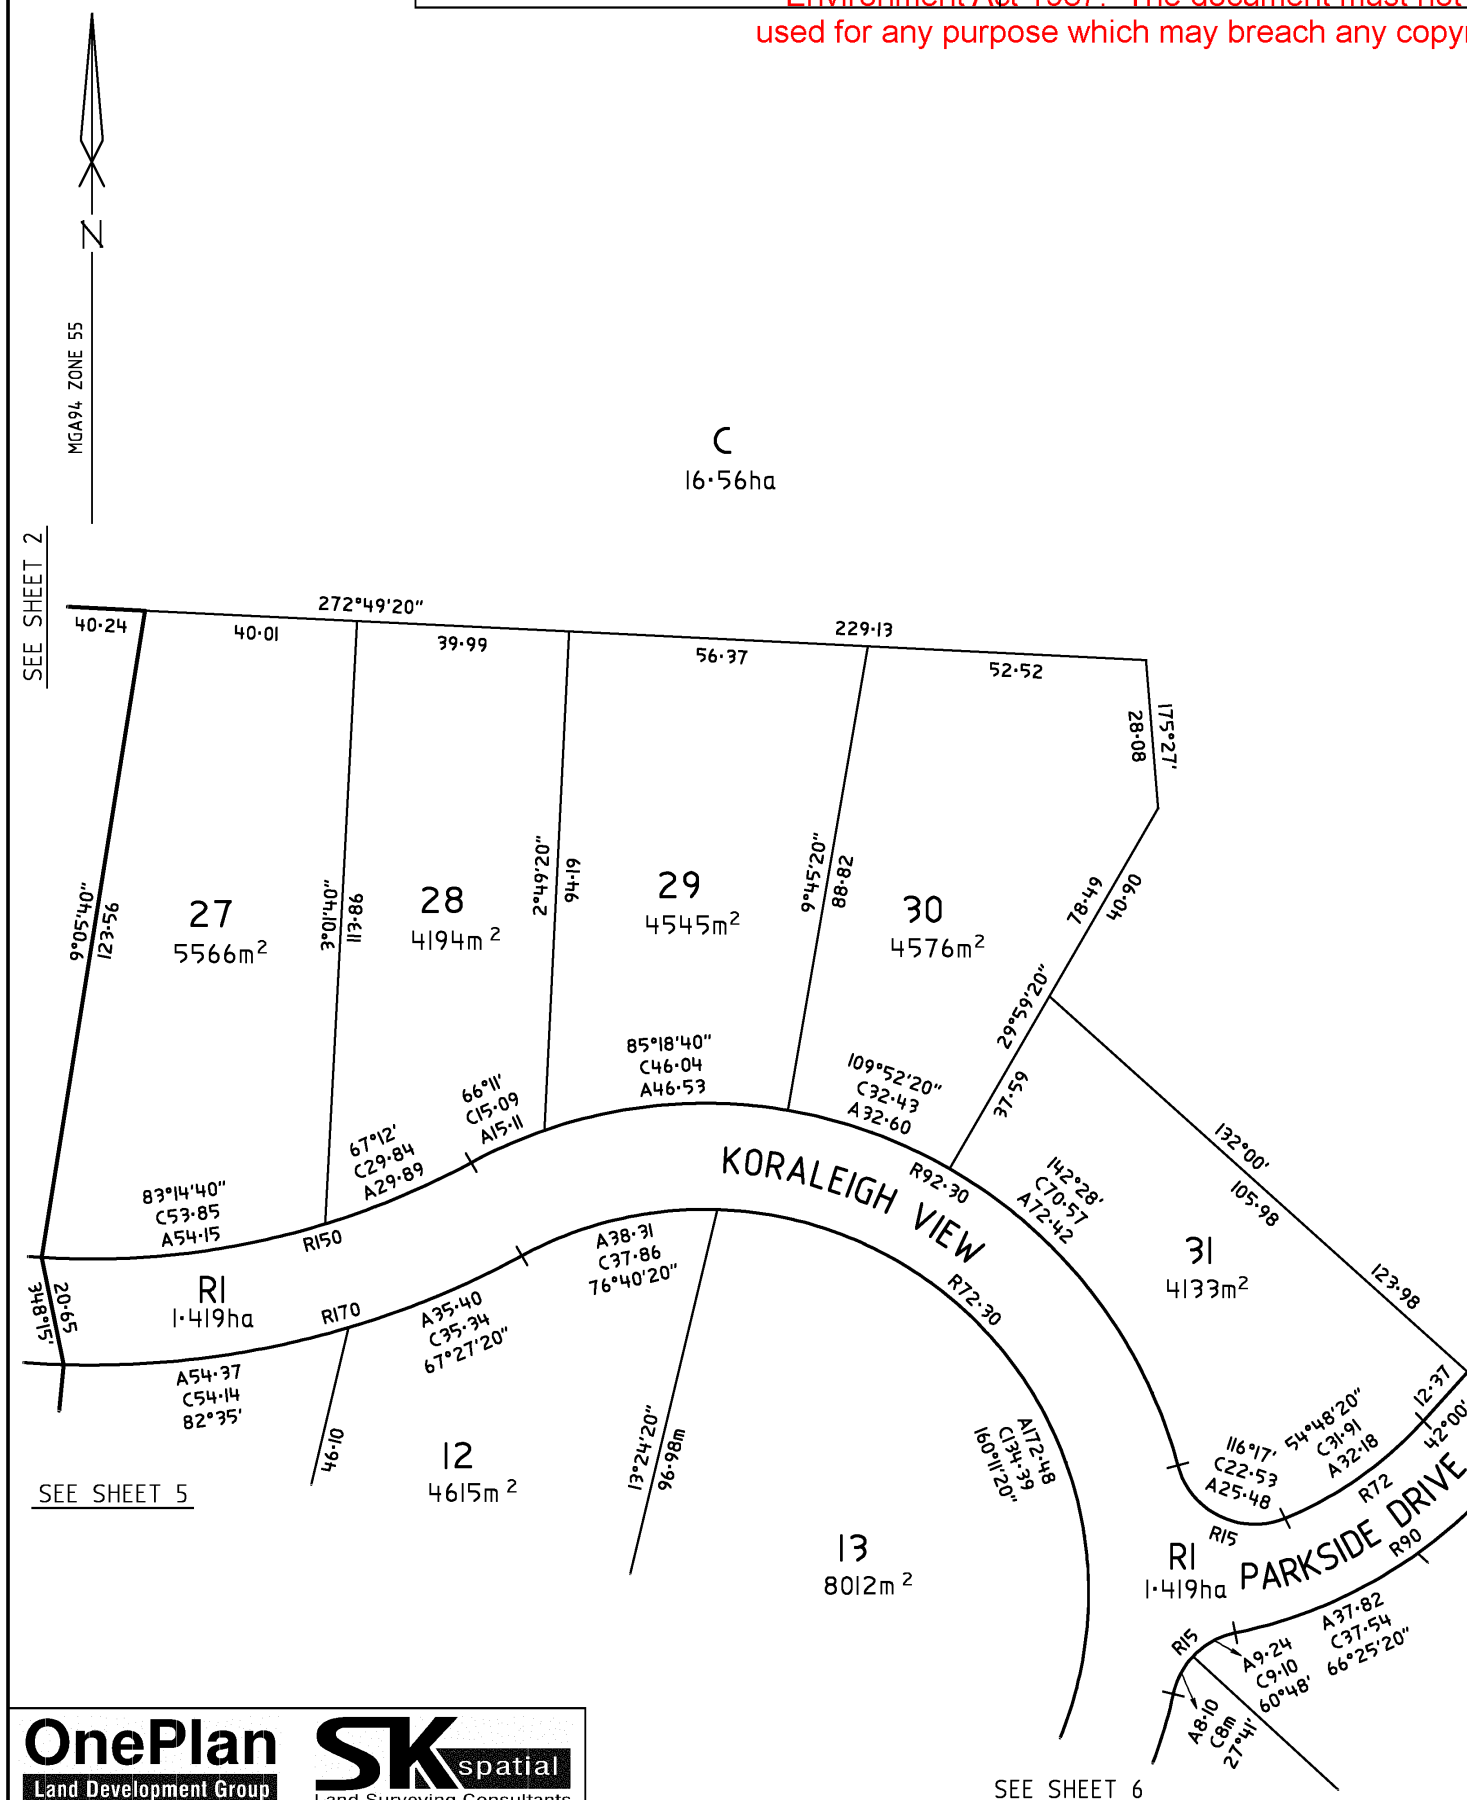 used for any purpose which may breach any
N
MGA94 ZONE 55
SEE SHEET 2
C
16·56ha
272°49'20"
229·13
40·24
40·01
39·99
56·37
52·52
175°27'
28·08
9°05'40"
123·56
27
5566m²
3°01'40"
113·86
28
4194m²
2°49'20"
94·19
29
4545m²
9°45'20"
88·82
30
4576m²
78·49
40·90
29°59'20"
37·59
83°14'40"
C53·85
A54·15
67°12'
C29·84
A29·89
66°11'
C15·09
A15·11
85°18'40"
C46·04
A46·53
109°52'20"
C32·43
A32·60
R150
R92·30
KORALEIGH VIEW
142°28'
C70·57
A72·42
132°00'
105·98
123·98
31
4133m²
20·65
348°15'
R1
1·419ha
R170
A54·37
C54·14
82°35'
A35·40
C35·34
67°27'20"
A38·31
C37·86
76°40'20"
R72·30
A172·48
C134·39
160°11'20"
46·10
12
4615m²
13°24'20"
96·98m
13
8012m²
SEE SHEET 5
116°17'
C22·53
A25·48
54°48'20"
C31·91
A32·18
12·37
42°00'
R15
R72
R90
R1
1·419ha
PARKSIDE DRIVE
R15
A37·82
C37·54
66°25'20"
A9·24
C9·10
60°48'
A8·10
C8m
27°41'
SEE SHEET 6
OnePlan
Land Development Group
SK
spatial
Land Surveying Consultants